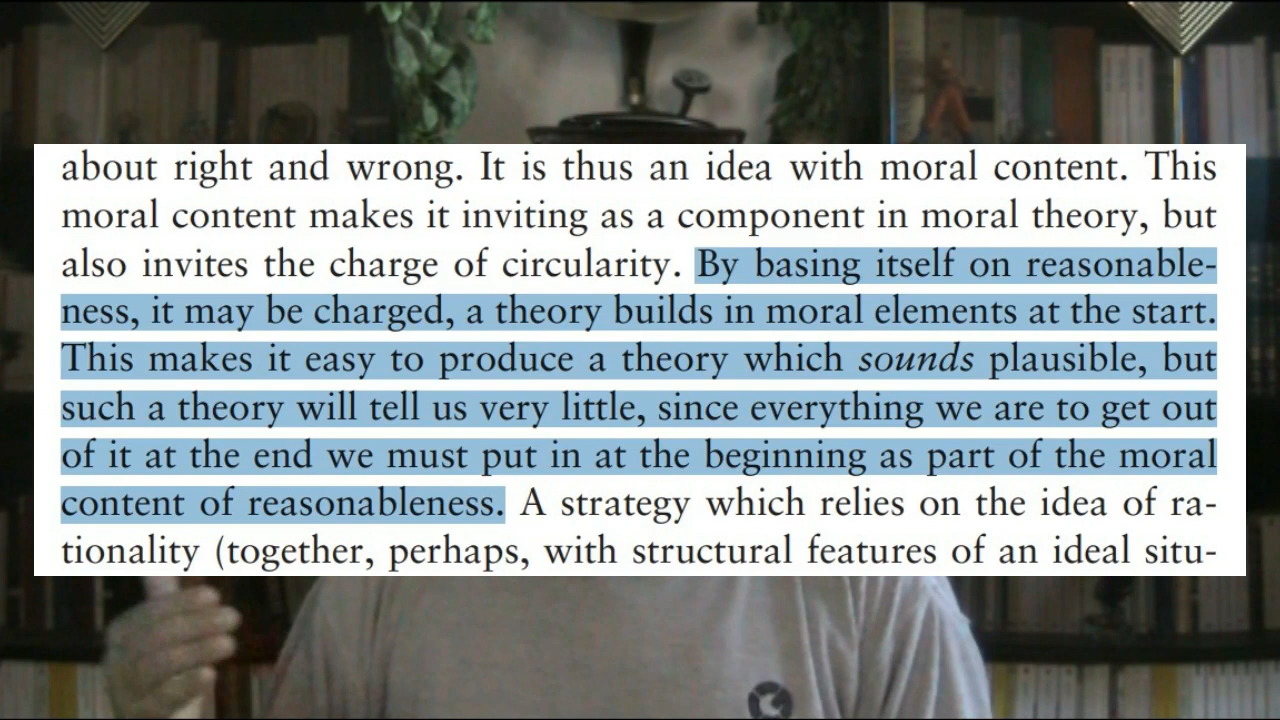 about right and wrong. It is thus an idea with moral content. This
moral content makes it inviting as a component in moral theory, but
also invites the charge of circularity. By basing itself on reasonable-
ness, it may be charged, a theory builds in moral elements at the start.
This makes it easy to produce a theory which sounds plausible, but
such a theory will tell us very little, since everything we are to get out
of it at the end we must put in at the beginning as part of the moral
content of reasonableness. A strategy which relies on the idea of ra-
tionality (together, perhaps, with structural features of an ideal situ-